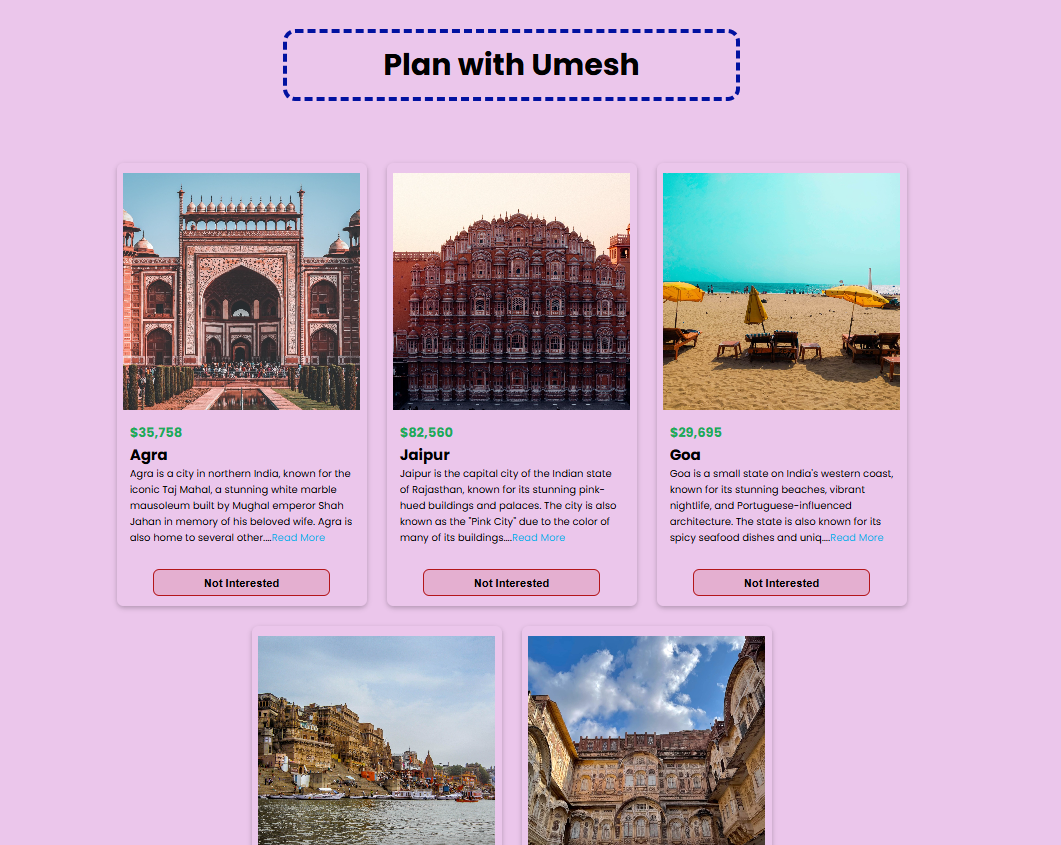 Plan with Umesh
$35,758
Agra
Agra is a city in northern India, known for the
iconic Taj Mahal, a stunning white marble
mausoleum built by Mughal emperor Shah
Jahan in memory of his beloved wife. Agra is
also home to several other....Read More
Not Interested
$82,560
Jaipur
Jaipur is the capital city of the Indian state
of Rajasthan, known for its stunning pink-
hued buildings and palaces. The city is also
known as the "Pink City" due to the color of
many of its buildings....Read More
Not Interested
$29,695
Goa
Goa is a small state on India's western coast,
known for its stunning beaches, vibrant
nightlife, and Portuguese-influenced
architecture. The state is also known for its
spicy seafood dishes and uniq....Read More
Not Interested